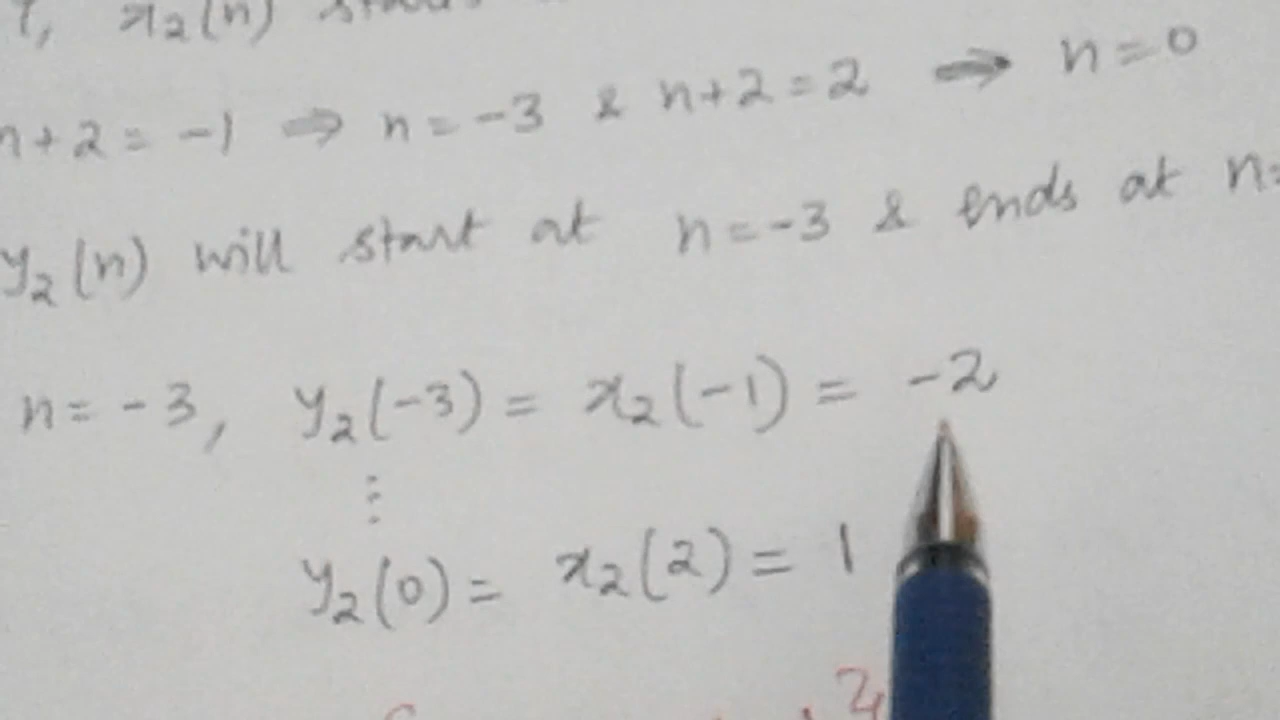 x₂(n)
n+2 = -1 ⇒ n = -3 & n+2 = 2 ⇒ n = 0
y₂(n) will start at n = -3 & ends at n=
n = -3, y₂(-3) = x₂(-1) = -2
⋮
y₂(0) = x₂(2) = 1